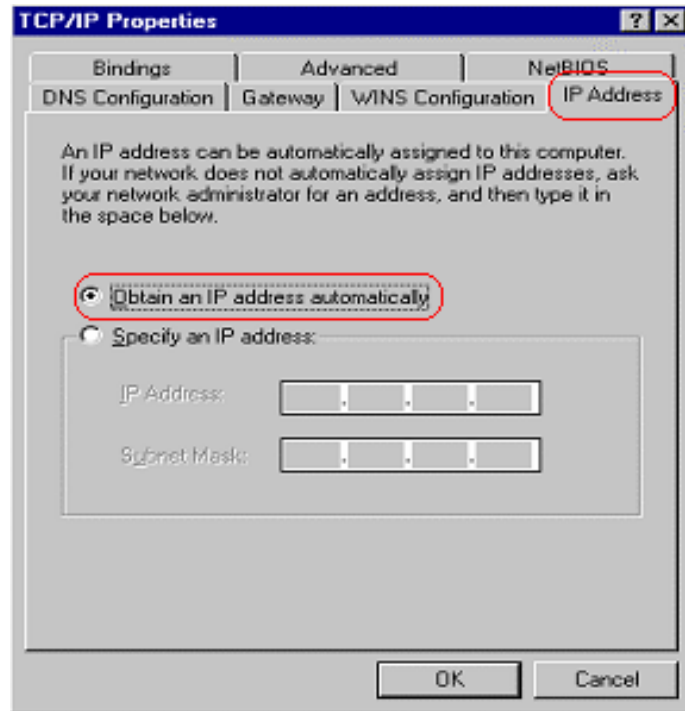 TCP/IP Properties
Bindings Advanced NetBIOS
DNS Configuration Gateway WINS Configuration IP Address
An IP address can be automatically assigned to this computer.
If your network does not automatically assign IP addresses, ask
your network administrator for an address, and then type it in
the space below.
Obtain an IP address automatically
Specify an IP address:
IP Address:
Subnet Mask:
OK Cancel